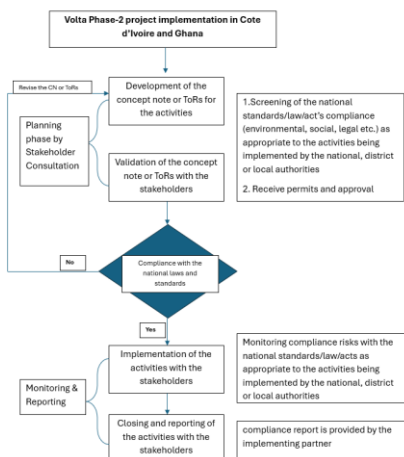 Volta Phase-2 project implementation in Cote
d'Ivoire and Ghana
Revise the CN or ToRs
Development of the
concept note or ToRs for
the activities
Planning
phase by
Stakeholder
Consultation
Validation of the concept
note or ToRs with the
stakeholders
1.Screening of the national
standards/law/act's compliance
(environmental, social, legal etc.) as
appropriate to the activities being
implemented by the national, district
or local authorities
2. Receive permits and approval
No
Compliance with the
national laws and
standards
Yes
Implementation of the
activities with the
stakeholders
Monitoring &
Reporting
Closing and reporting of
the activities with the
stakeholders
Monitoring compliance risks with the
national standards/law/acts as
appropriate to the activities being
implemented by the national, district
or local authorities
compliance report is provided by the
implementing partner